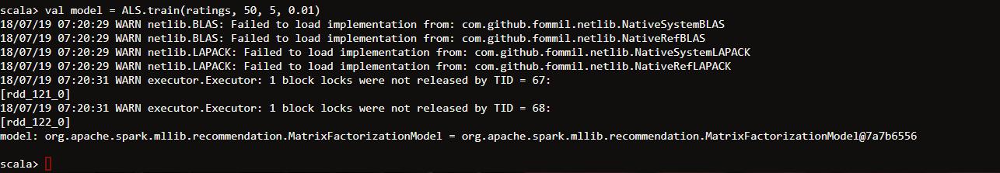 scala> val model = ALS.train(ratings, 50, 5, 0.01)
18/07/19 07:20:29 WARN netlib.BLAS: Failed to load implementation from: com.github.fommil.netlib.NativeSystemBLAS
18/07/19 07:20:29 WARN netlib.BLAS: Failed to load implementation from: com.github.fommil.netlib.NativeRefBLAS
18/07/19 07:20:29 WARN netlib.LAPACK: Failed to load implementation from: com.github.fommil.netlib.NativeSystemLAPACK
18/07/19 07:20:29 WARN netlib.LAPACK: Failed to load implementation from: com.github.fommil.netlib.NativeRefLAPACK
18/07/19 07:20:31 WARN executor.Executor: 1 block locks were not released by TID = 67:
[rdd_121_0]
18/07/19 07:20:31 WARN executor.Executor: 1 block locks were not released by TID = 68:
[rdd_122_0]
model: org.apache.spark.mllib.recommendation.MatrixFactorizationModel = org.apache.spark.mllib.recommendation.MatrixFactorizationModel@7a7b6556
scala>